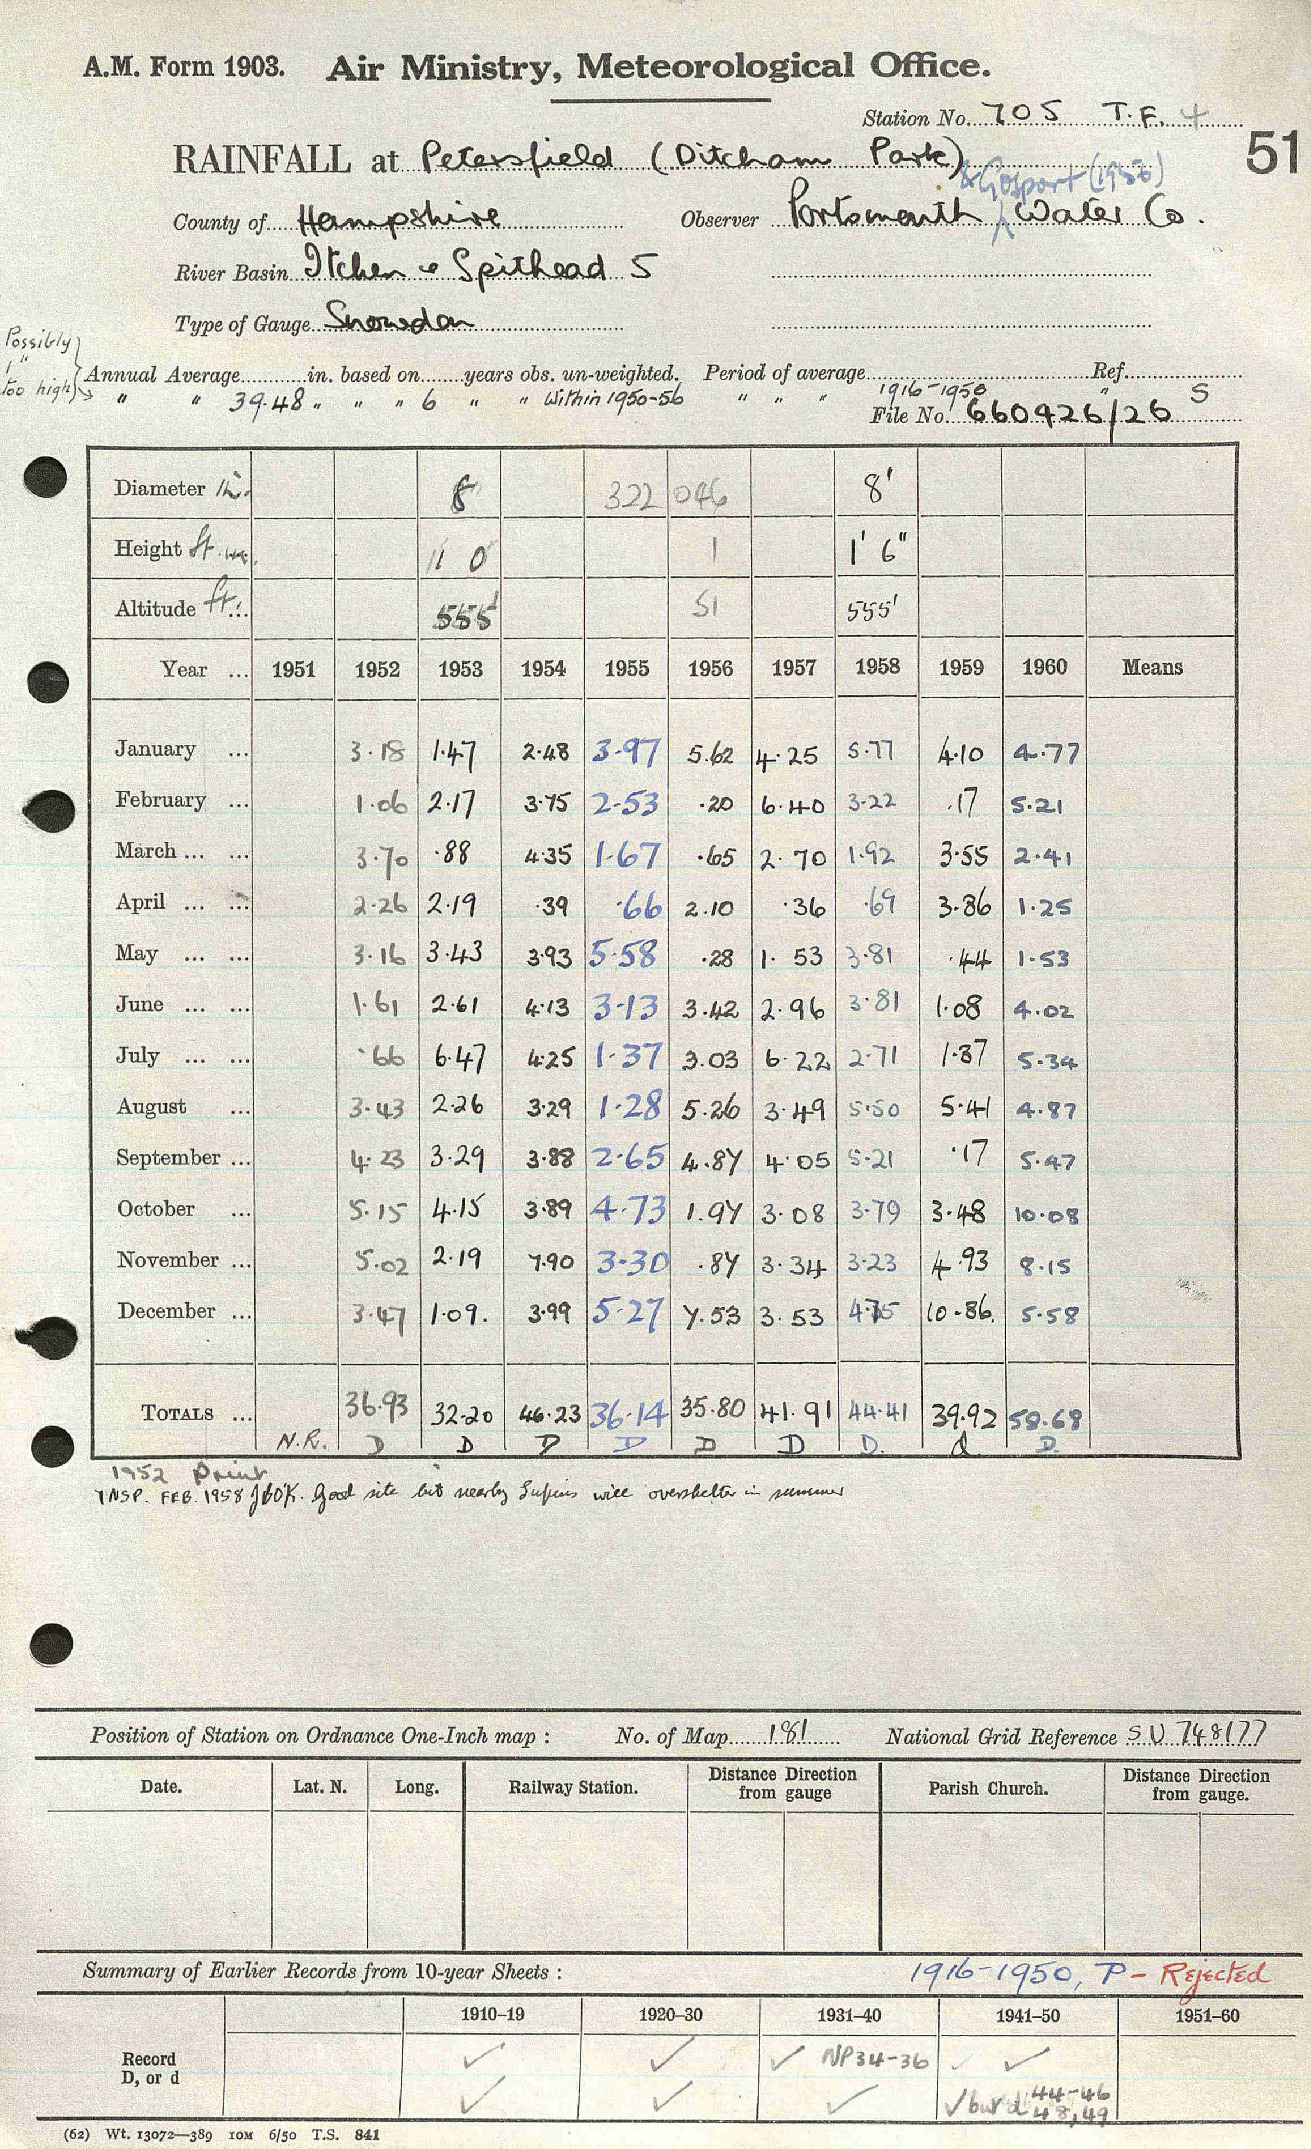 A.M. Form 1903. Air Ministry, Meteorological Office.
Station No. 705 T.F. 4
51
RAINFALL at Petersfield (Ditcham Park)
& Gosport (1956)
County of Hampshire Observer Portsmouth Water Co.
River Basin Itchen & Spithead 5
Type of Gauge Snowdon
Possibly 1" too high
Annual Average in. based on years obs. un-weighted. Period of average Ref.
" " 39.48 " " " 6 " " Within 1950-56 " " " 1916-1950 " S
File No. 660426/26
Diameter in. 8 322 046 8'
Height ft. ins. 1 0 1 1' 6"
Altitude ft. 555' 51 555'
Year ... 1951 1952 1953 1954 1955 1956 1957 1958 1959 1960 Means
January ... 3.18 1.47 2.48 3.97 5.62 4.25 5.77 4.10 4.77
February ... 1.06 2.17 3.75 2.53 .20 6.40 3.22 .17 5.21
March ... ... 3.70 .88 4.35 1.67 .65 2.70 1.92 3.55 2.41
April ... ... 2.26 2.19 .39 .66 2.10 .36 .69 3.86 1.25
May ... ... 3.16 3.43 3.93 5.58 .28 1.53 3.81 .44 1.53
June ... ... 1.61 2.61 4.13 3.13 3.42 2.96 3.81 1.08 4.02
July ... ... .66 6.47 4.25 1.37 3.03 6.22 2.71 1.87 5.34
August ... 3.43 2.26 3.29 1.28 5.26 3.49 5.50 5.41 4.87
September ... 4.23 3.29 3.88 2.65 4.87 4.05 5.21 .17 5.47
October ... 5.15 4.15 3.89 4.73 1.97 3.08 3.79 3.48 10.08
November ... 5.02 2.19 7.90 3.30 .87 3.34 3.23 4.93 8.15
December ... 3.47 1.09. 3.99 5.27 7.53 3.53 4.75 10.86. 5.58
TOTALS ... 36.93 32.20 46.23 36.14 35.80 41.91 44.41 39.92 58.68
N.R. D D D D D D D. d D.
1952 Print
INSP. FEB. 1958 OK. Good site but nearby lupins will overshelter in summer
Position of Station on Ordnance One-Inch map : No. of Map 181 National Grid Reference SU 748177
Date. Lat. N. Long. Railway Station. Distance Direction from gauge Parish Church. Distance Direction from gauge.
Summary of Earlier Records from 10-year Sheets : 1916-1950, P - Rejected
1910-19 1920-30 1931-40 1941-50 1951-60
Record D, or d
✓ ✓ ✓ NP34-36 ✓ ✓
✓ ✓ ✓ ✓ but d 44-46 48,49
(62) Wt. 13072—389 10M 6/50 T.S. 841